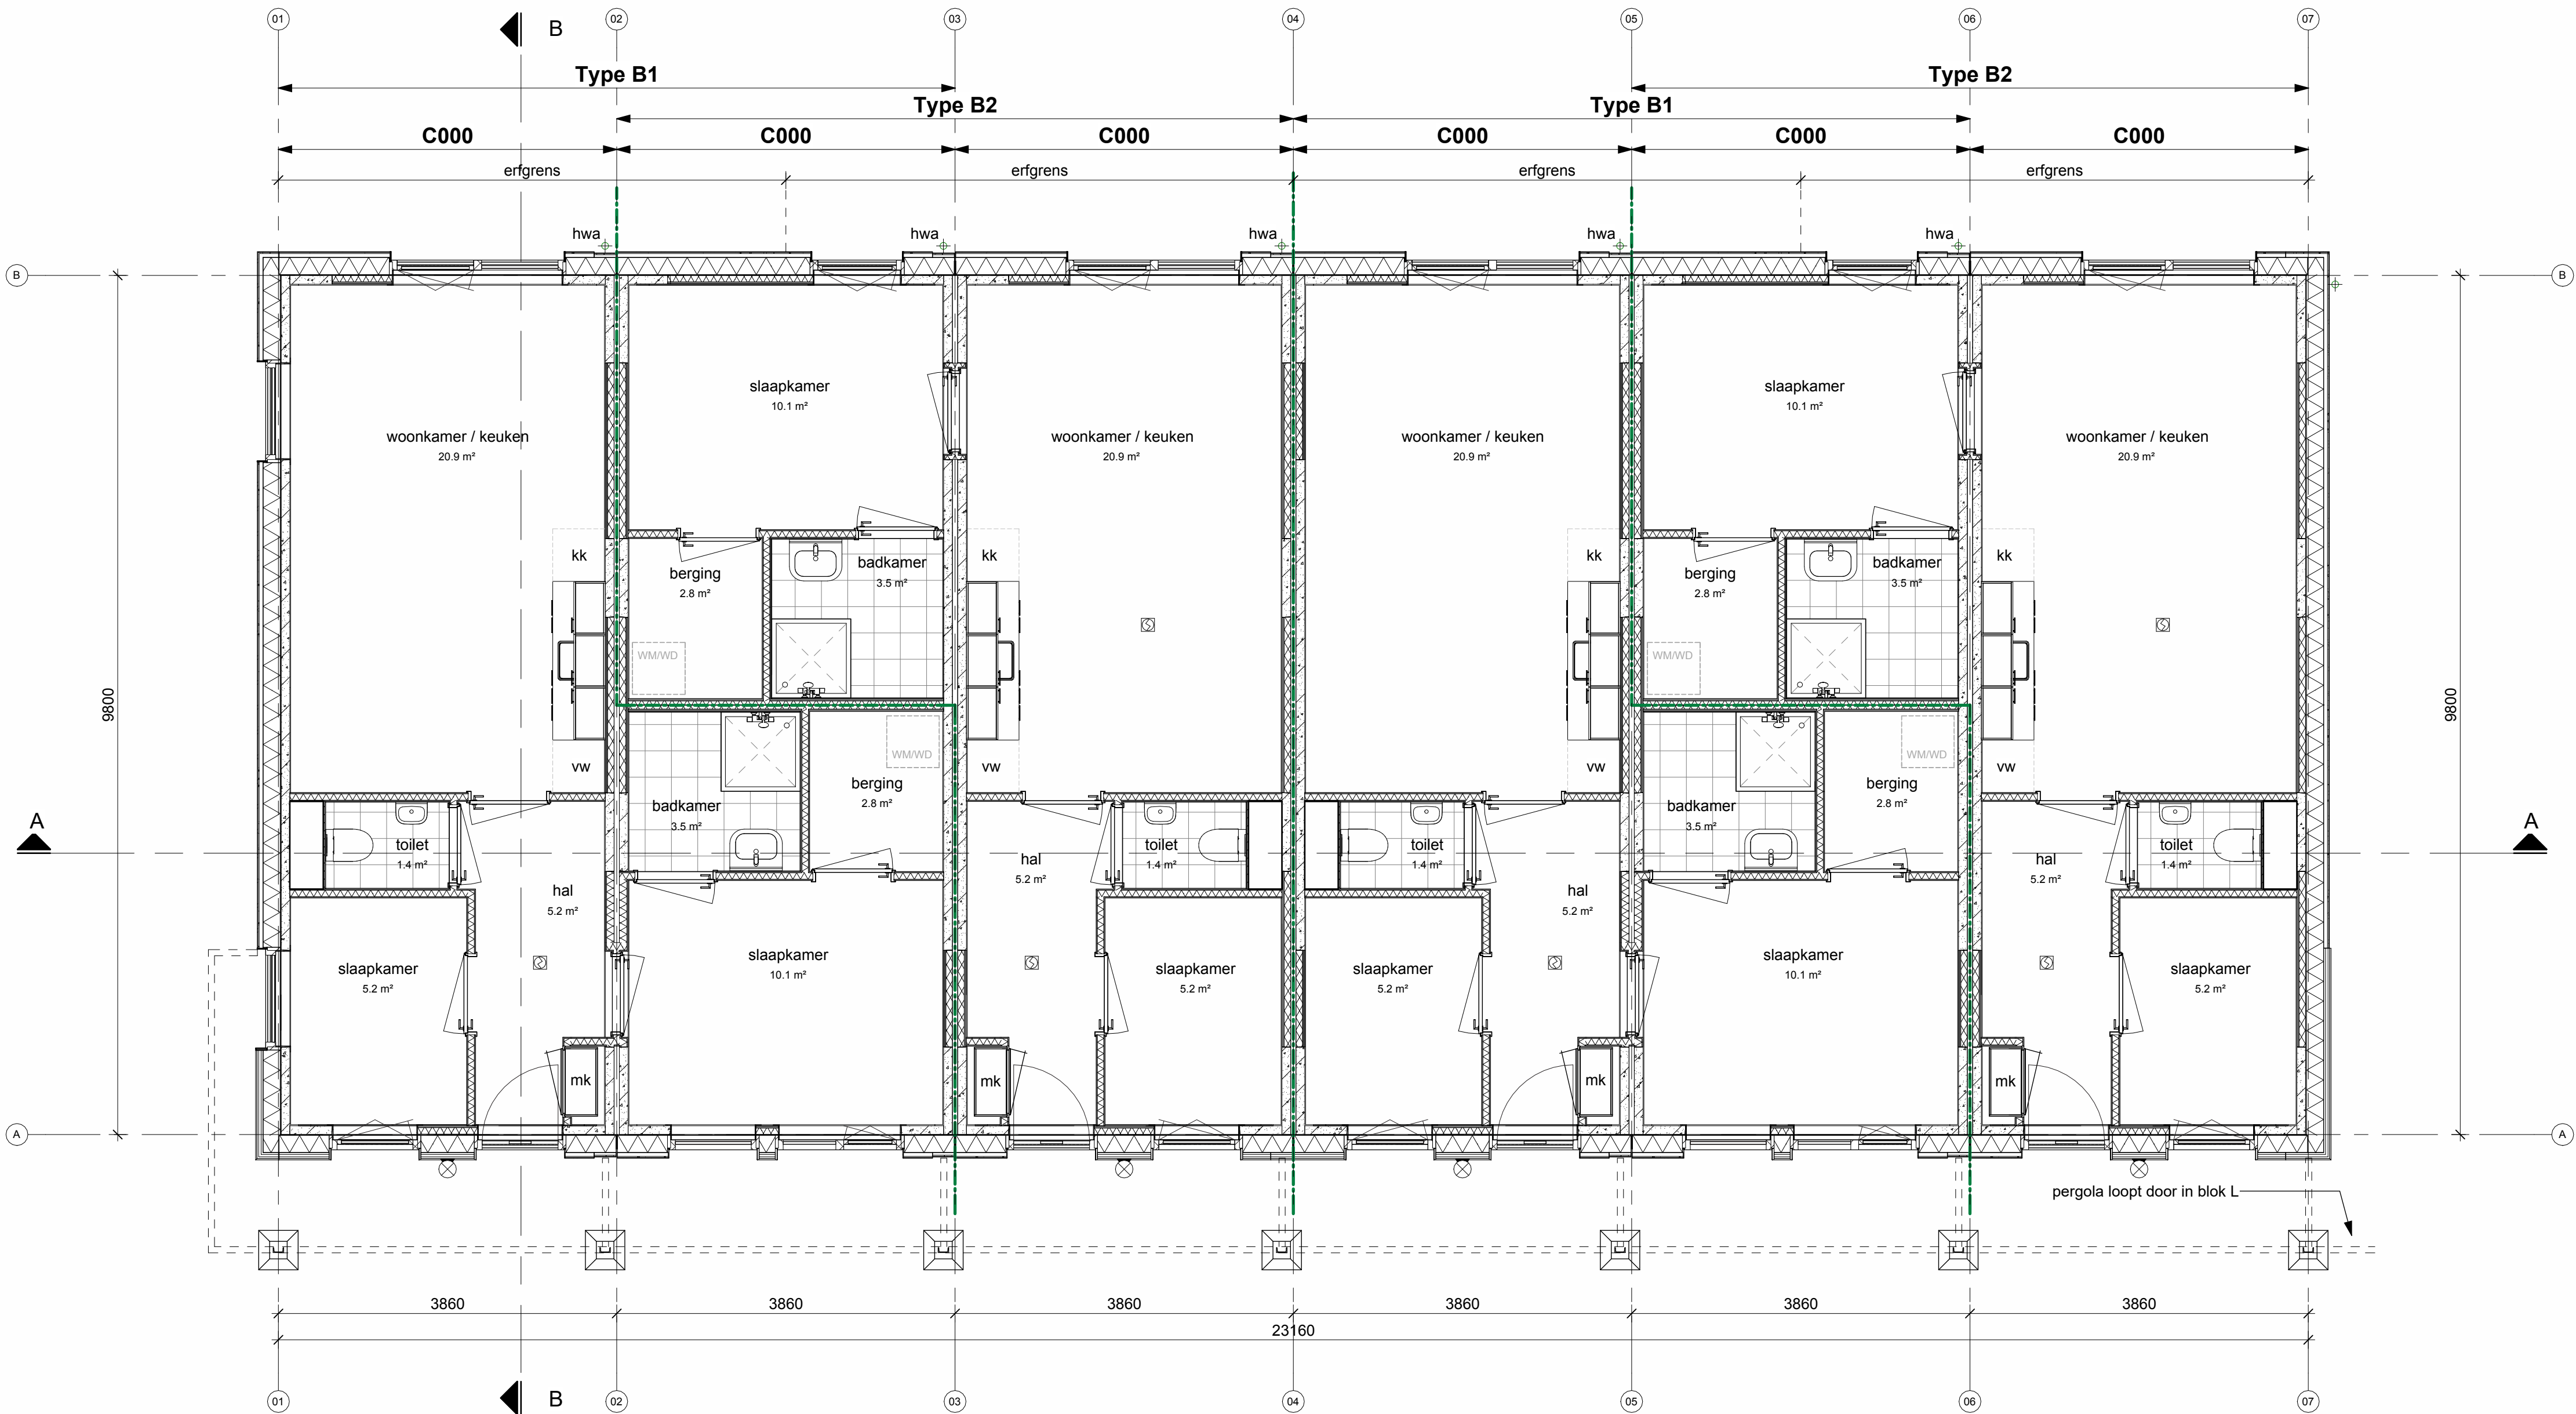 01 02 03 04 05 06 07
B
Type B1 Type B2
Type B2 Type B1
C000 C000 C000 C000 C000 C000
erfgrens erfgrens erfgrens erfgrens
hwa hwa hwa hwa hwa
B B
slaapkamer slaapkamer
10.1 m² 10.1 m²
woonkamer / keuken woonkamer / keuken woonkamer / keuken woonkamer / keuken
20.9 m² 20.9 m² 20.9 m² 20.9 m²
kk kk kk kk
badkamer badkamer
3.5 m² 3.5 m²
berging berging
2.8 m² 2.8 m²
WM/WD WM/WD
9800 9800
WM/WD WM/WD
vw vw vw vw
berging berging
2.8 m² 2.8 m²
badkamer badkamer
3.5 m² 3.5 m²
A A
toilet toilet toilet toilet
1.4 m² 1.4 m² 1.4 m² 1.4 m²
hal hal
5.2 m² 5.2 m²
hal hal
5.2 m² 5.2 m²
slaapkamer slaapkamer
10.1 m² 10.1 m²
slaapkamer slaapkamer slaapkamer slaapkamer
5.2 m² 5.2 m² 5.2 m² 5.2 m²
mk mk mk mk
A A
pergola loopt door in blok L
3860 3860 3860 3860 3860 3860
23160
B
01 02 03 04 05 06 07